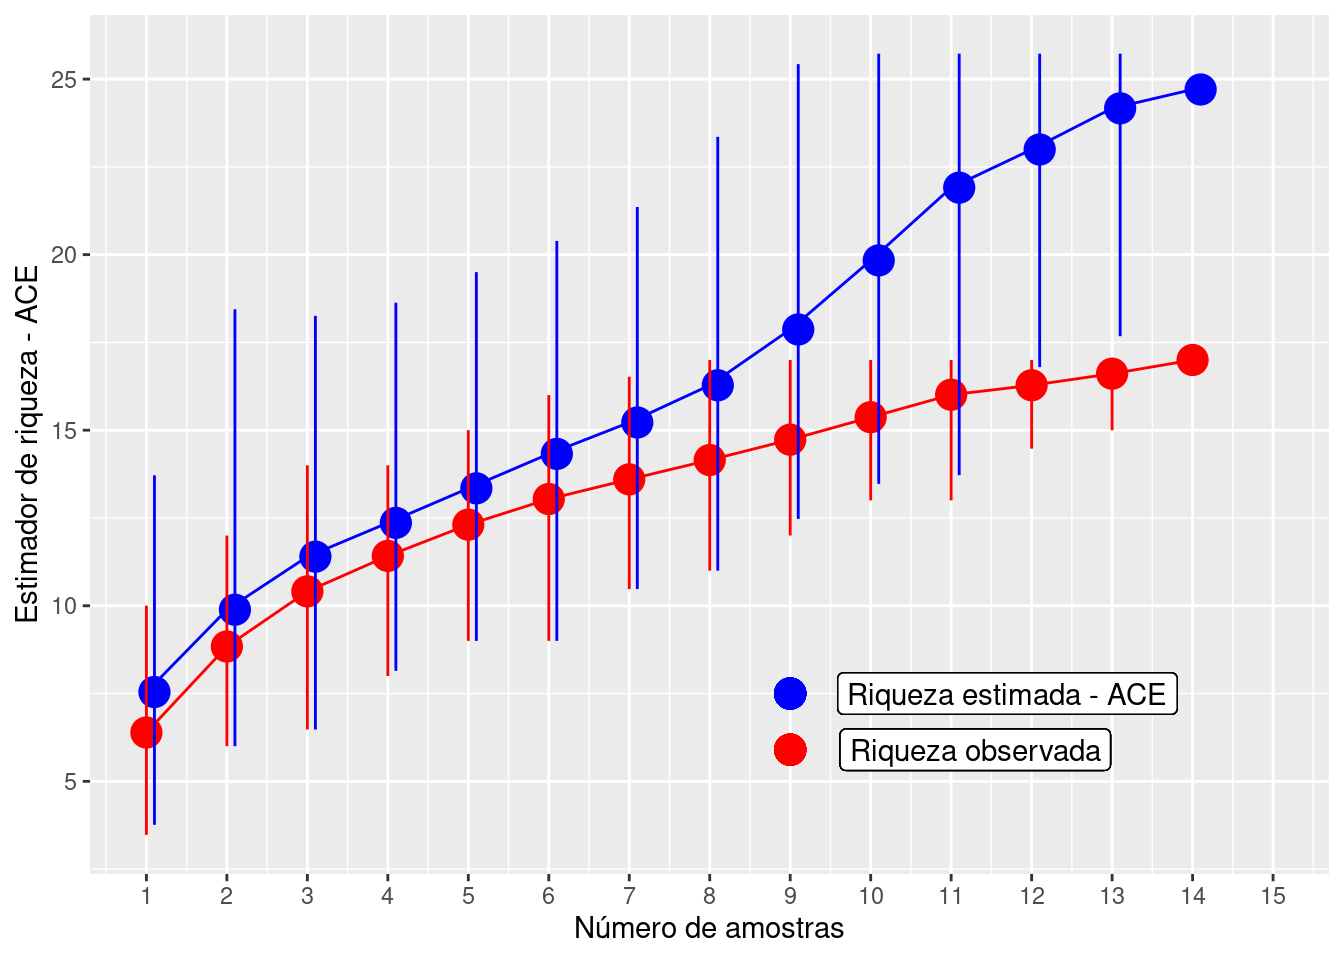 Estimador de riqueza - ACE
25
20
15
10
5
Riqueza estimada - ACE
Riqueza observada
1 2 3 4 5 6 7 8 9 10 11 12 13 14 15
Número de amostras